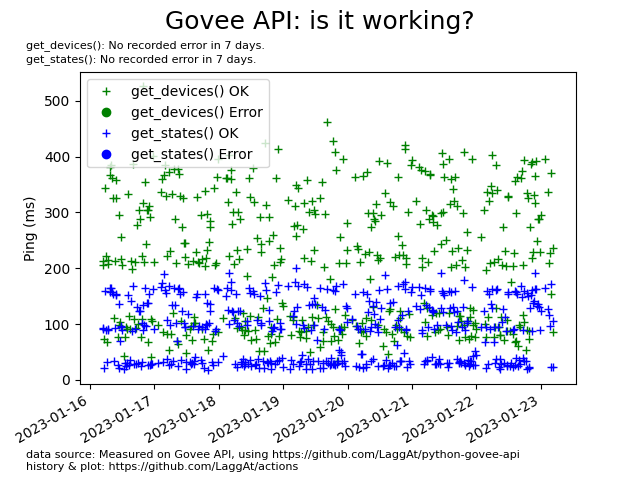 Govee API: is it working?
get_devices(): No recorded error in 7 days.
get_states(): No recorded error in 7 days.
get_devices() OK
get_devices() Error
get_states() OK
get_states() Error
Ping (ms)
500
400
300
200
100
0
2023-01-16
2023-01-17
2023-01-18
2023-01-19
2023-01-20
2023-01-21
2023-01-22
2023-01-23
data source: Measured on Govee API, using https://github.com/LaggAt/python-govee-api
history & plot: https://github.com/LaggAt/actions